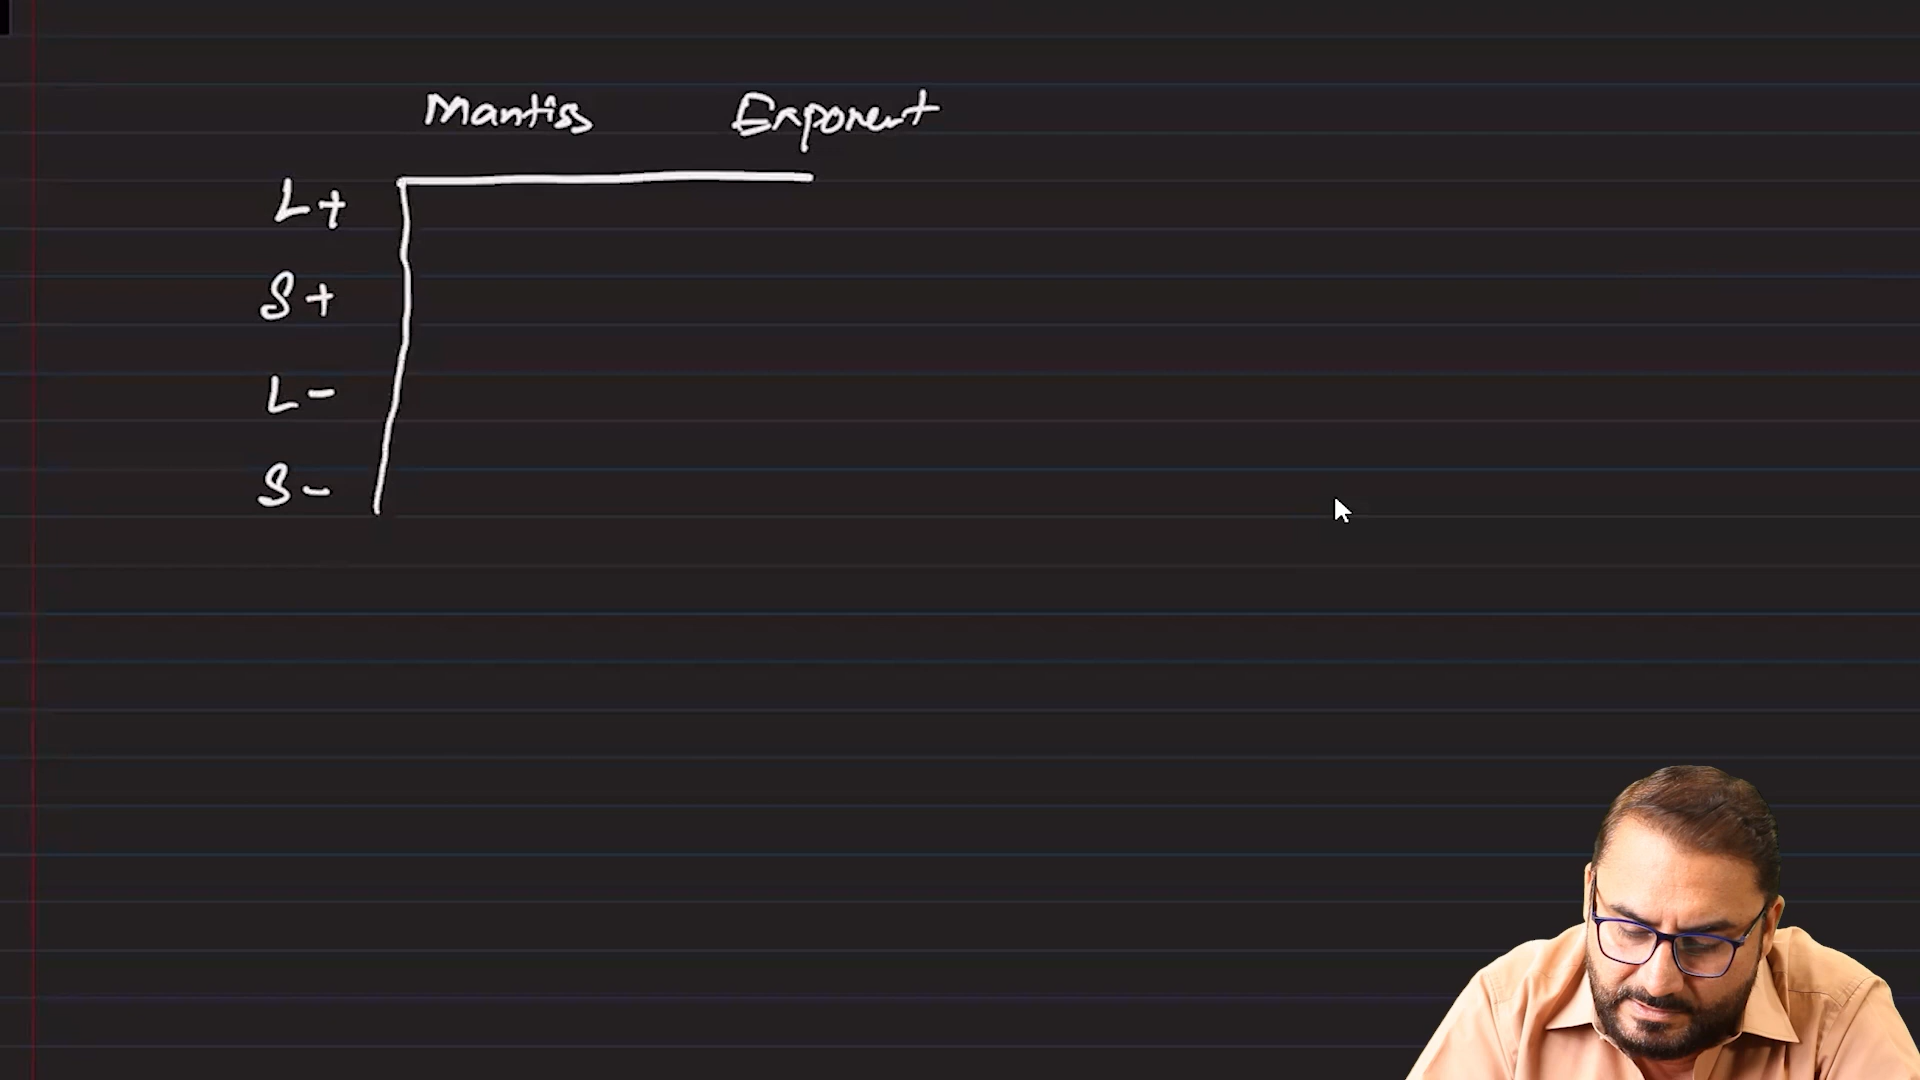 Mantiss Exponent
L+
S+
L-
S-